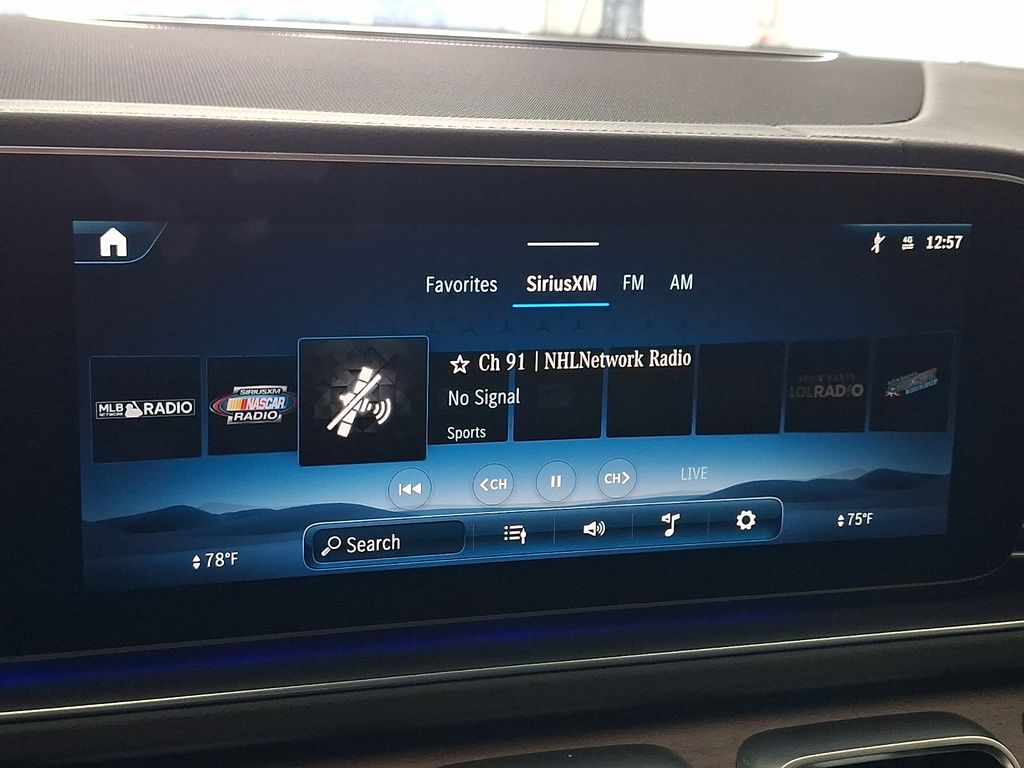 4G 12:57
Favorites SiriusXM FM AM
Ch 91 | NHLNetwork Radio
No Signal
Sports
MLB NETWORK RADIO
SIRIUSXM NASCAR RADIO
LOL RADIO
<CH
CH>
LIVE
78°F
Search
75°F